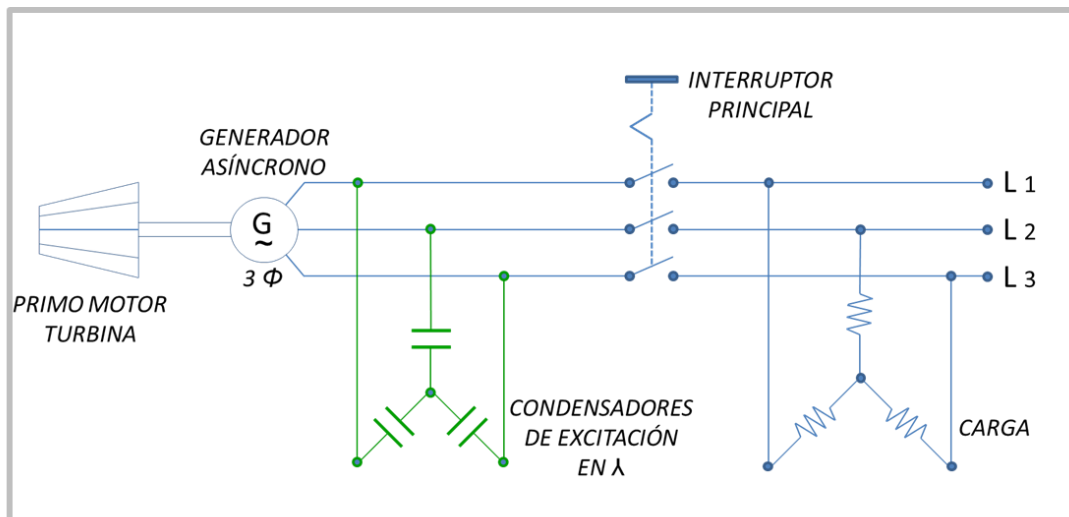 INTERRUPTOR
PRINCIPAL
GENERADOR
ASÍNCRONO
L 1
G
~
L 2
3 Φ
L 3
PRIMO MOTOR
TURBINA
CONDENSADORES
DE EXCITACIÓN
EN ⅄
CARGA